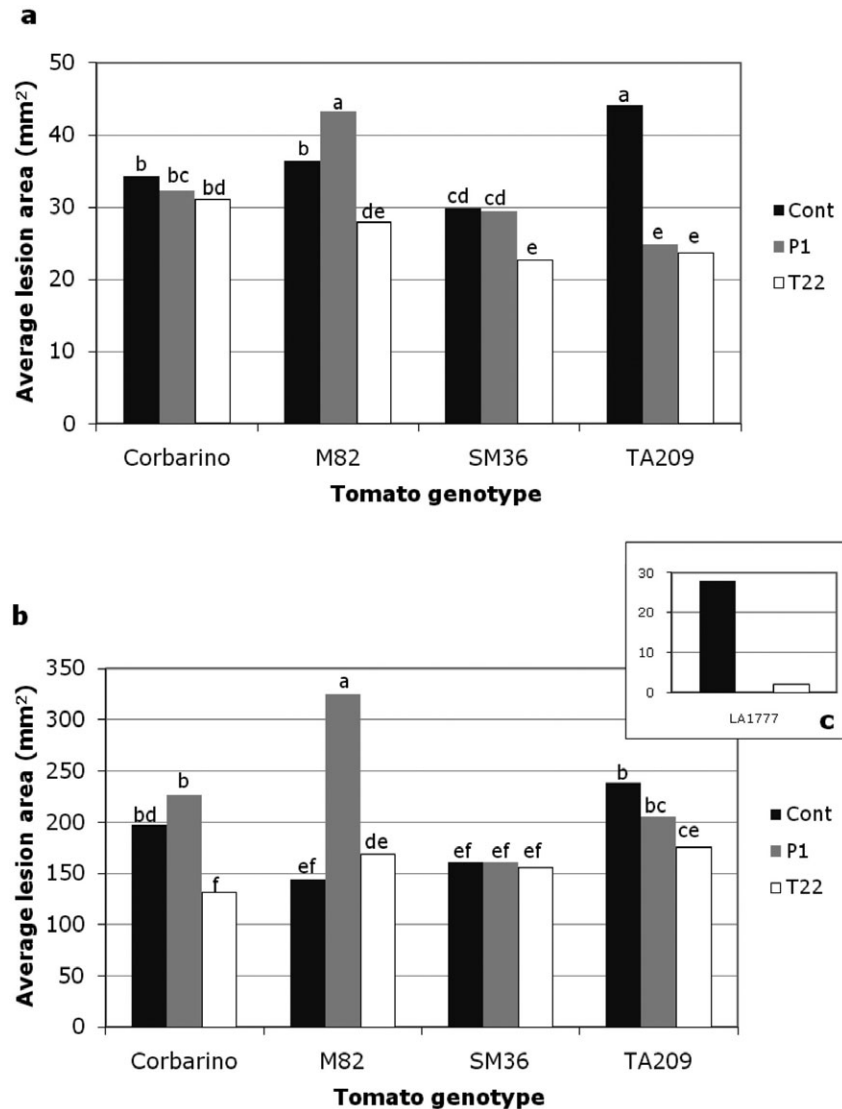 a
Average lesion area (mm²)
50
40
30
20
10
0
b
bc
bd
b
a
de
cd
cd
e
a
e
e
Cont
P1
T22
Corbarino
M82
SM36
TA209
Tomato genotype
b
Average lesion area (mm²)
350
300
250
200
150
100
50
0
bd
b
f
ef
a
de
ef
ef
ef
b
bc
ce
Cont
P1
T22
Corbarino
M82
SM36
TA209
Tomato genotype
30
20
10
0
LA1777
c